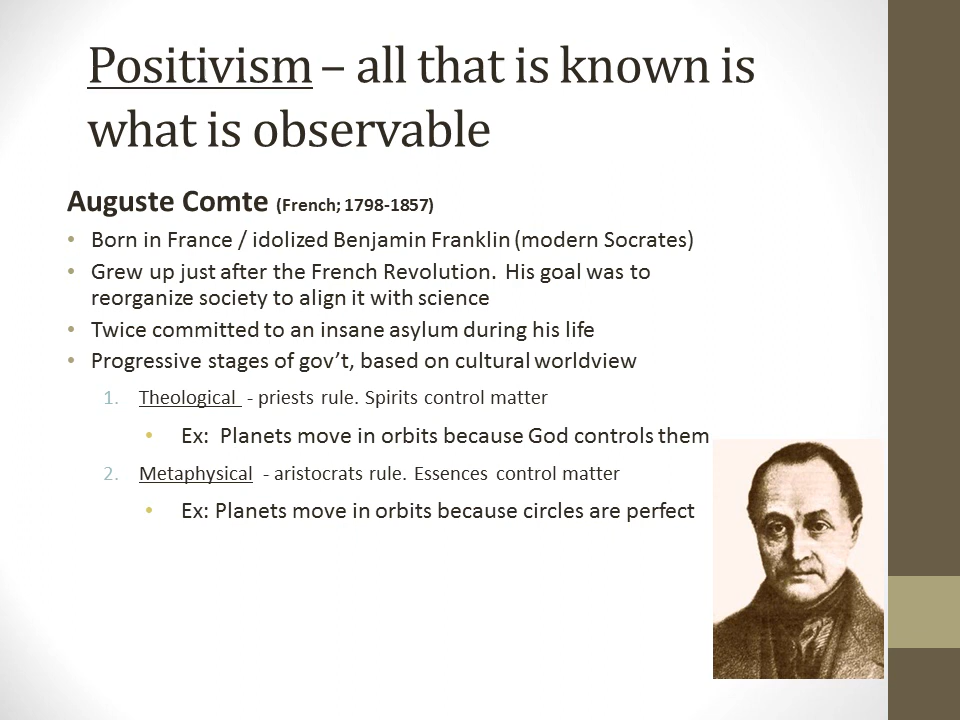 Positivism – all that is known is
what is observable
Auguste Comte (French; 1798-1857)
• Born in France / idolized Benjamin Franklin (modern Socrates)
• Grew up just after the French Revolution. His goal was to
reorganize society to align it with science
• Twice committed to an insane asylum during his life
• Progressive stages of gov’t, based on cultural worldview
1. Theological - priests rule. Spirits control matter
• Ex: Planets move in orbits because God controls them
2. Metaphysical - aristocrats rule. Essences control matter
• Ex: Planets move in orbits because circles are perfect